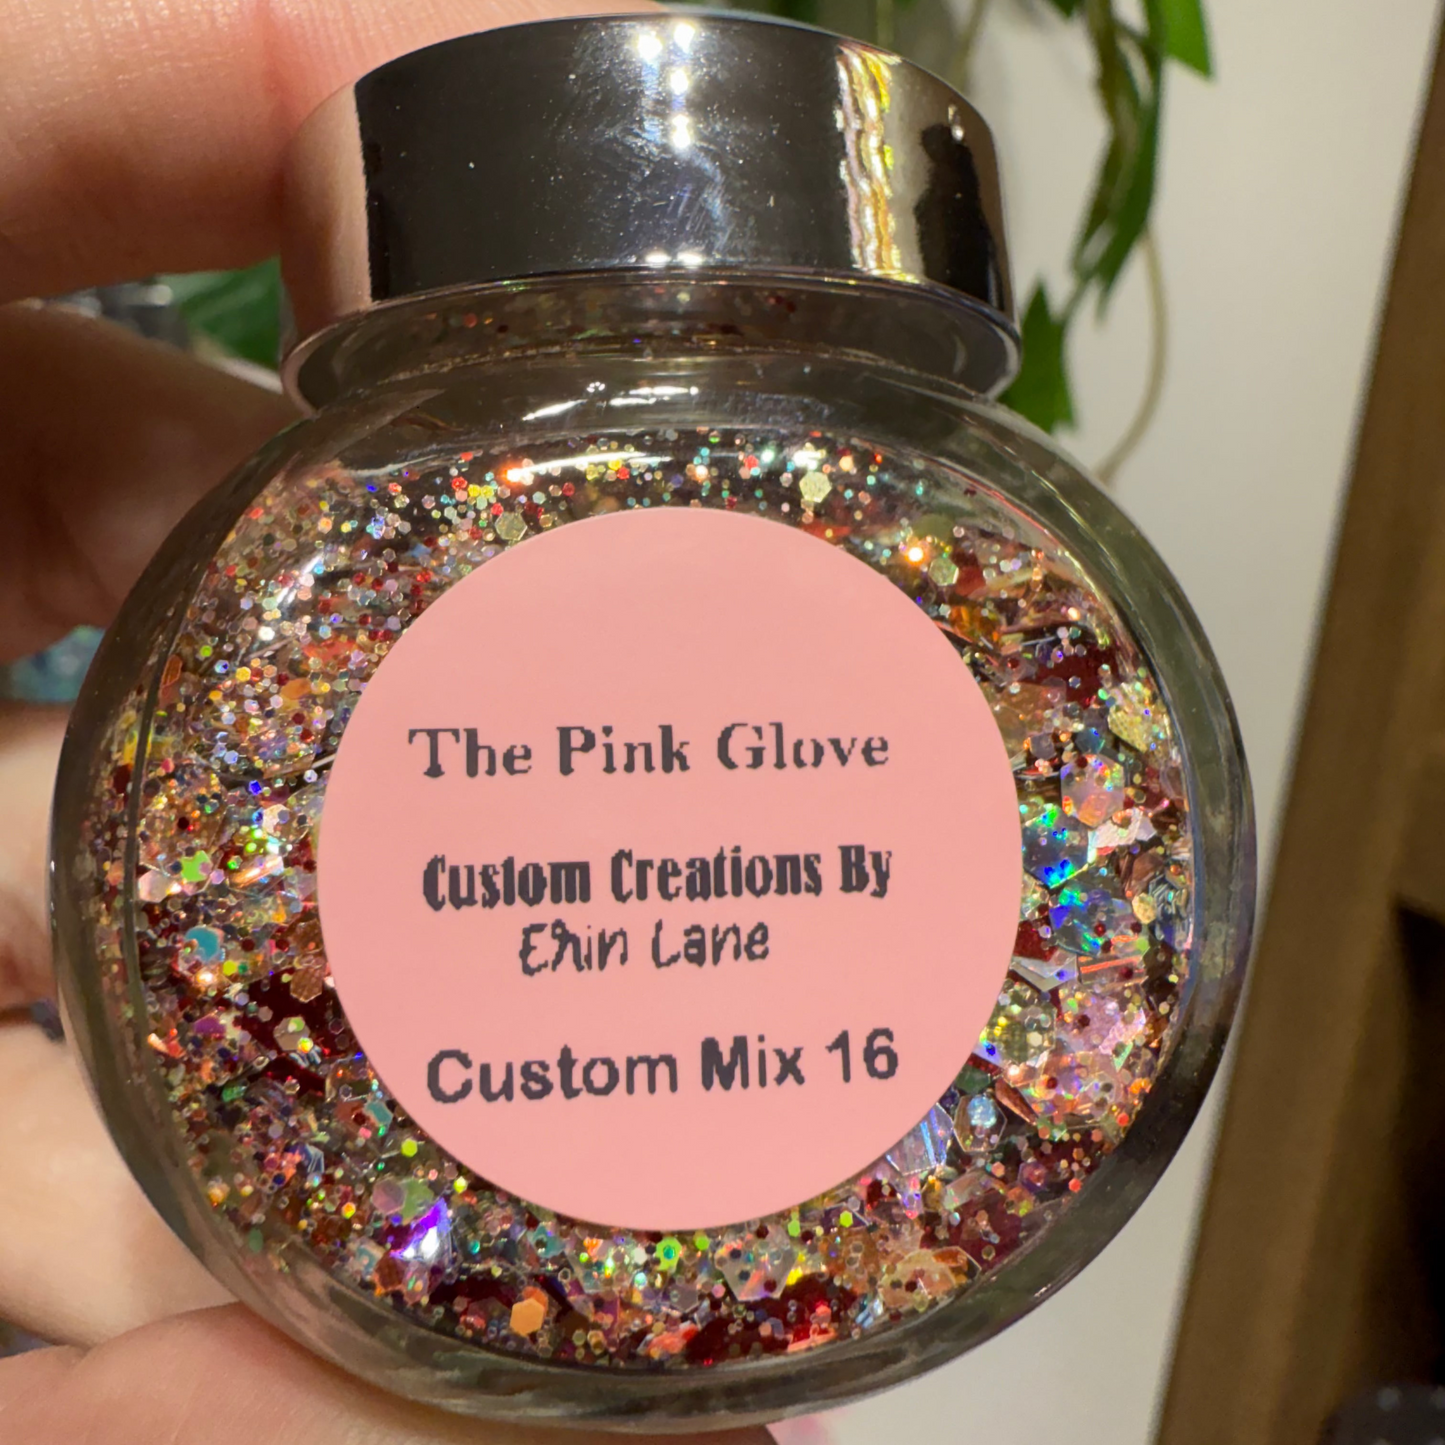 The Pink Glove
Custom Creations By
Erin Lane
Custom Mix 16